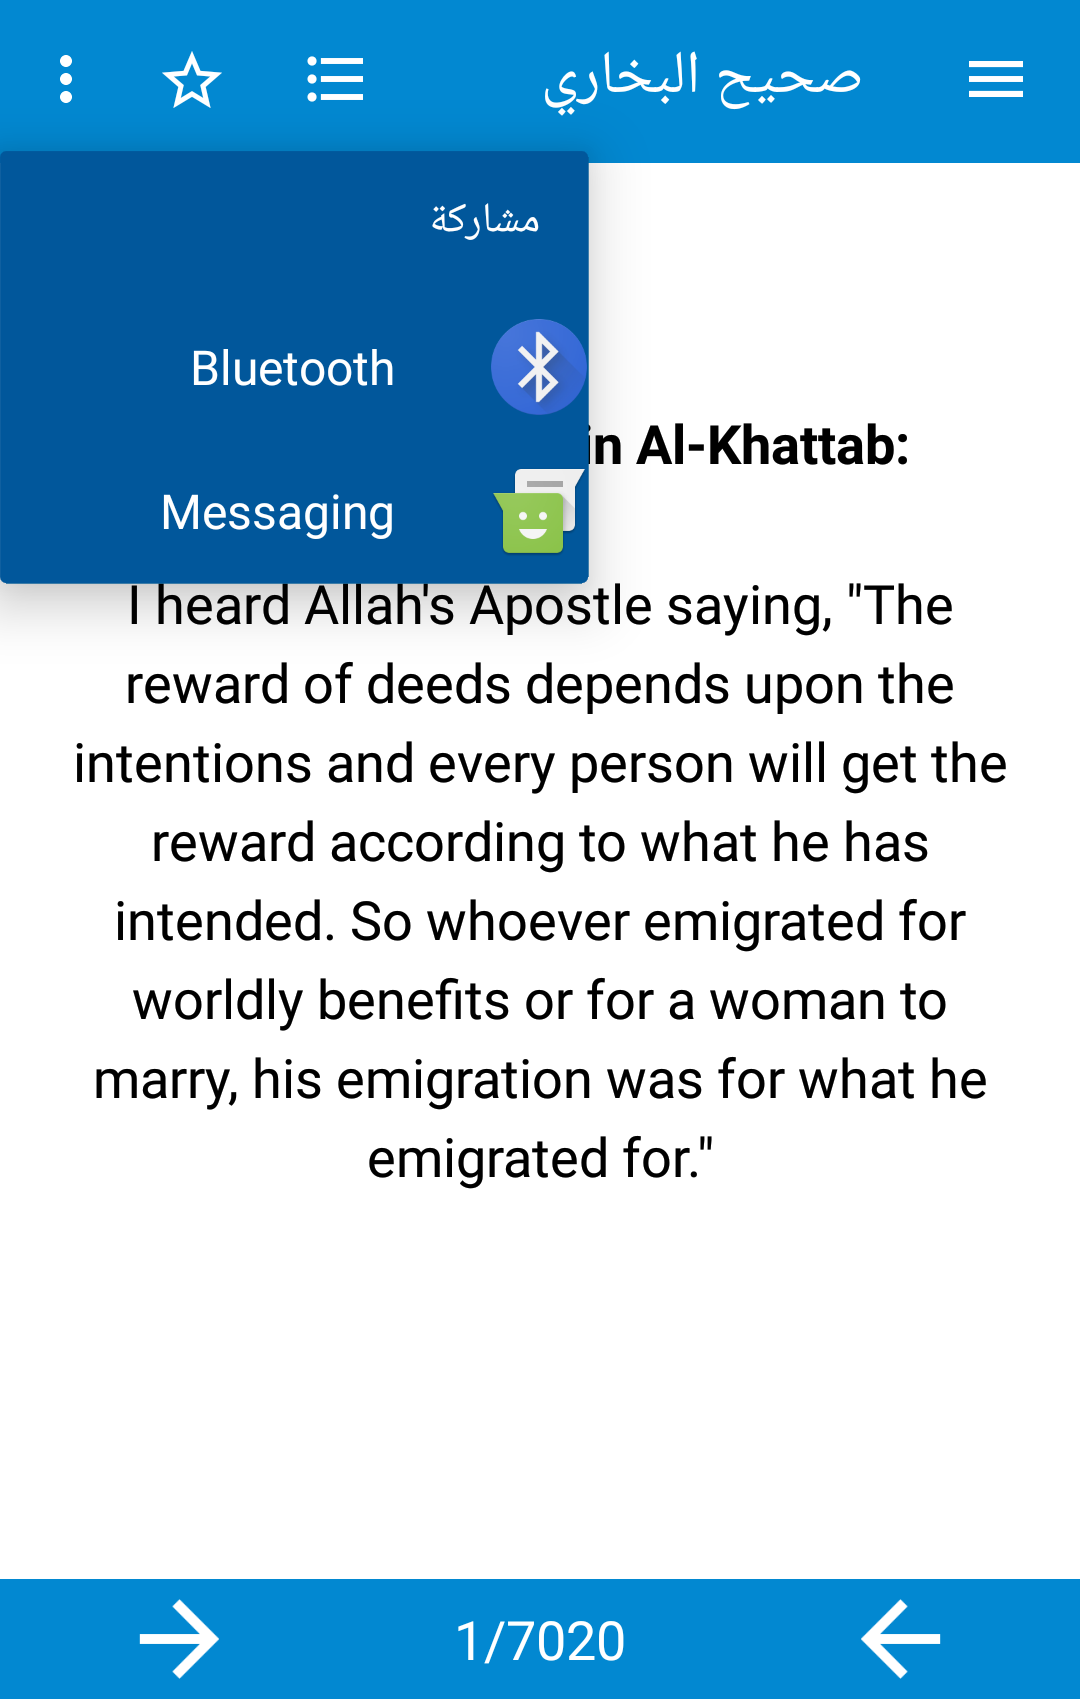 صحيح البخاري
مشاركة
Bluetooth
Messaging
in Al-Khattab:
I heard Allah's Apostle saying, "The
reward of deeds depends upon the
intentions and every person will get the
reward according to what he has
intended. So whoever emigrated for
worldly benefits or for a woman to
marry, his emigration was for what he
emigrated for."
1/7020